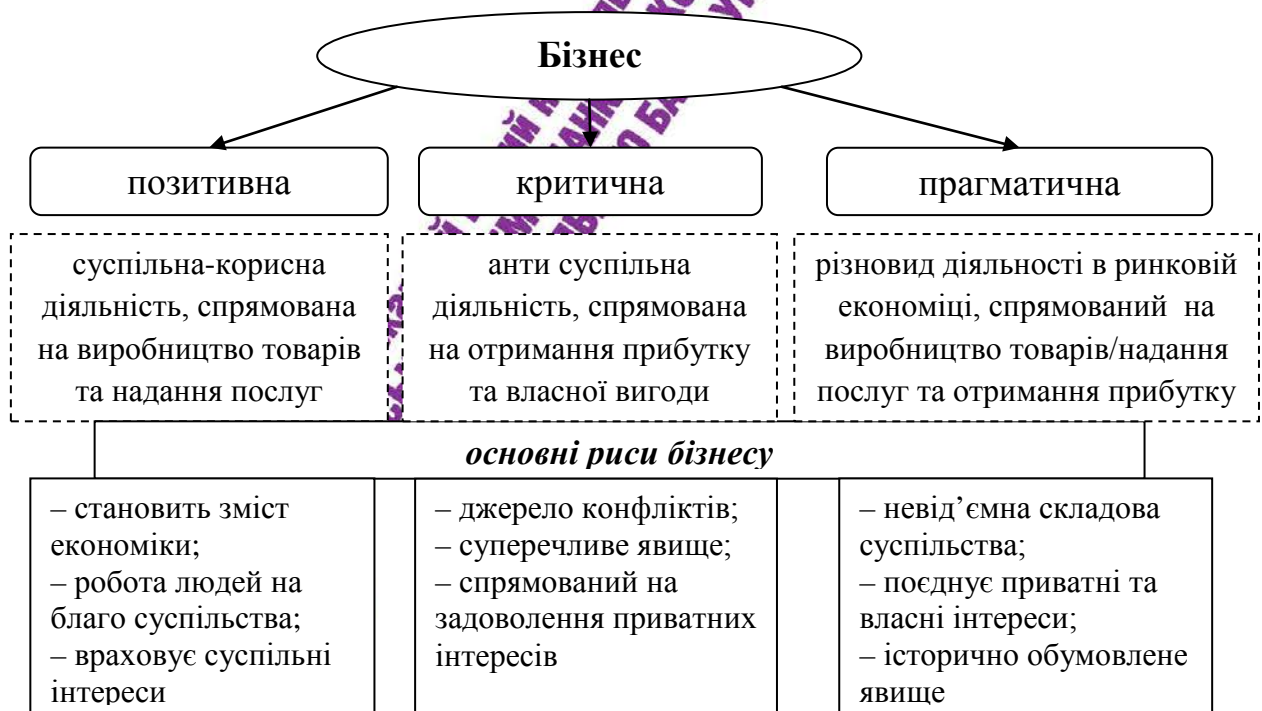 Бізнес
позитивна
критична
прагматична
суспільна-корисна
діяльність, спрямована
на виробництво товарів
та надання послуг
анти суспільна
діяльність, спрямована
на отримання прибутку
та власної вигоди
різновид діяльності в ринковій
економіці, спрямований на
виробництво товарів/надання
послуг та отримання прибутку
основні риси бізнесу
– становить зміст
економіки;
– робота людей на
благо суспільства;
– враховує суспільні
інтереси
– джерело конфліктів;
– суперечливе явище;
– спрямований на
задоволення приватних
інтересів
– невід’ємна складова
суспільства;
– поєднує приватні та
власні інтереси;
– історично обумовлене
явище